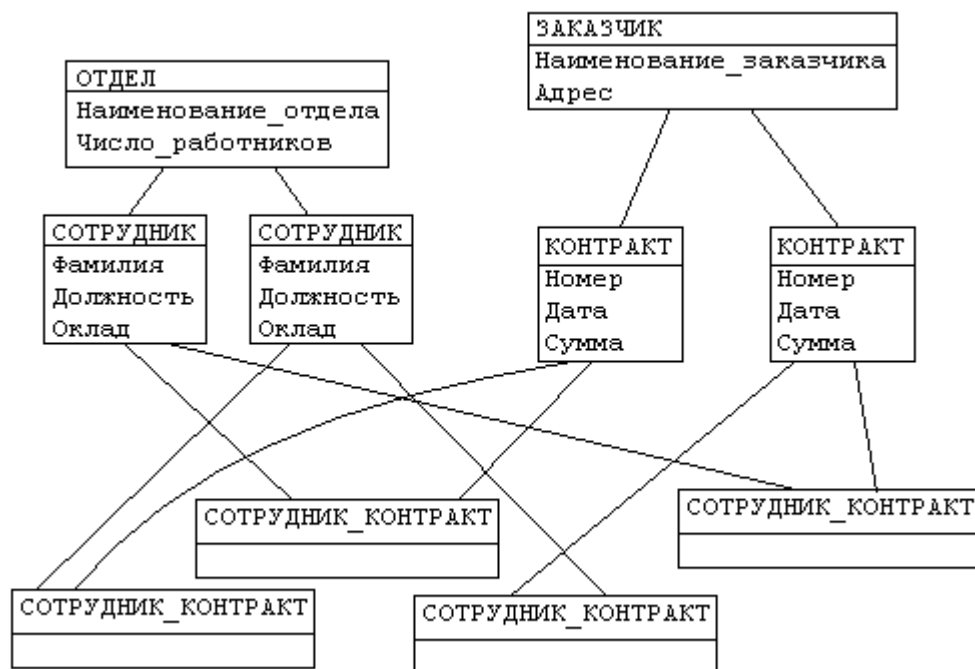 ЗАКАЗЧИК
Наименование_заказчика
Адрес
ОТДЕЛ
Наименование_отдела
Число_работников
СОТРУДНИК
Фамилия
Должность
Оклад
СОТРУДНИК
Фамилия
Должность
Оклад
КОНТРАКТ
Номер
Дата
Сумма
КОНТРАКТ
Номер
Дата
Сумма
СОТРУДНИК_КОНТРАКТ
СОТРУДНИК_КОНТРАКТ
СОТРУДНИК_КОНТРАКТ
СОТРУДНИК_КОНТРАКТ